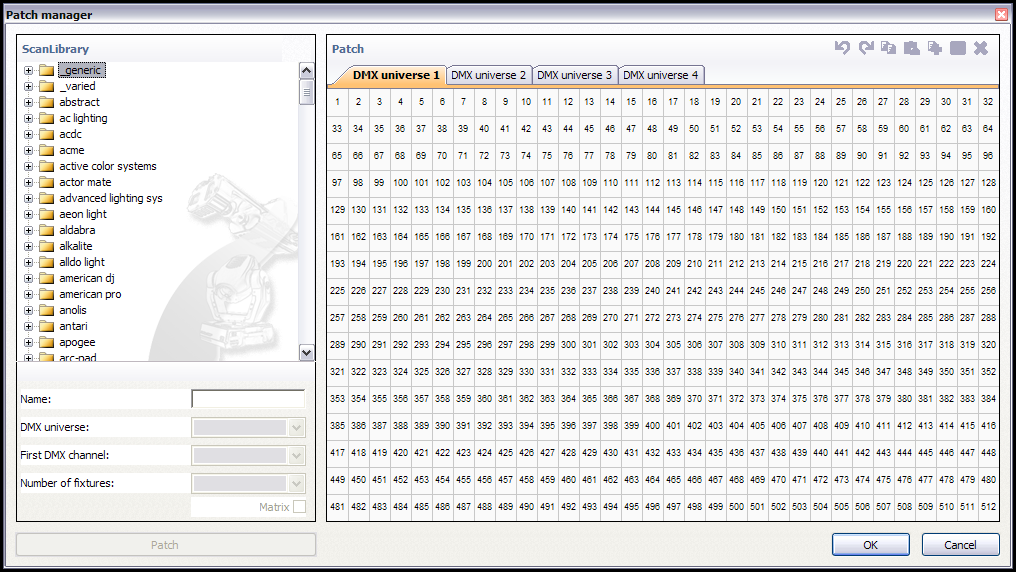 Patch manager
ScanLibrary
_generic
_varied
abstract
ac lighting
acdc
acme
active color systems
actor mate
advanced lighting sys
aeon light
aldabra
alkalite
alldo light
american dj
american pro
anolis
antari
apogee
arc-pad
Name:
DMX universe:
First DMX channel:
Number of fixtures:
Matrix
Patch
Patch
DMX universe 1 DMX universe 2 DMX universe 3 DMX universe 4
1 2 3 4 5 6 7 8 9 10 11 12 13 14 15 16 17 18 19 20 21 22 23 24 25 26 27 28 29 30 31 32
33 34 35 36 37 38 39 40 41 42 43 44 45 46 47 48 49 50 51 52 53 54 55 56 57 58 59 60 61 62 63 64
65 66 67 68 69 70 71 72 73 74 75 76 77 78 79 80 81 82 83 84 85 86 87 88 89 90 91 92 93 94 95 96
97 98 99 100 101 102 103 104 105 106 107 108 109 110 111 112 113 114 115 116 117 118 119 120 121 122 123 124 125 126 127 128
129 130 131 132 133 134 135 136 137 138 139 140 141 142 143 144 145 146 147 148 149 150 151 152 153 154 155 156 157 158 159 160
161 162 163 164 165 166 167 168 169 170 171 172 173 174 175 176 177 178 179 180 181 182 183 184 185 186 187 188 189 190 191 192
193 194 195 196 197 198 199 200 201 202 203 204 205 206 207 208 209 210 211 212 213 214 215 216 217 218 219 220 221 222 223 224
225 226 227 228 229 230 231 232 233 234 235 236 237 238 239 240 241 242 243 244 245 246 247 248 249 250 251 252 253 254 255 256
257 258 259 260 261 262 263 264 265 266 267 268 269 270 271 272 273 274 275 276 277 278 279 280 281 282 283 284 285 286 287 288
289 290 291 292 293 294 295 296 297 298 299 300 301 302 303 304 305 306 307 308 309 310 311 312 313 314 315 316 317 318 319 320
321 322 323 324 325 326 327 328 329 330 331 332 333 334 335 336 337 338 339 340 341 342 343 344 345 346 347 348 349 350 351 352
353 354 355 356 357 358 359 360 361 362 363 364 365 366 367 368 369 370 371 372 373 374 375 376 377 378 379 380 381 382 383 384
385 386 387 388 389 390 391 392 393 394 395 396 397 398 399 400 401 402 403 404 405 406 407 408 409 410 411 412 413 414 415 416
417 418 419 420 421 422 423 424 425 426 427 428 429 430 431 432 433 434 435 436 437 438 439 440 441 442 443 444 445 446 447 448
449 450 451 452 453 454 455 456 457 458 459 460 461 462 463 464 465 466 467 468 469 470 471 472 473 474 475 476 477 478 479 480
481 482 483 484 485 486 487 488 489 490 491 492 493 494 495 496 497 498 499 500 501 502 503 504 505 506 507 508 509 510 511 512
OK Cancel